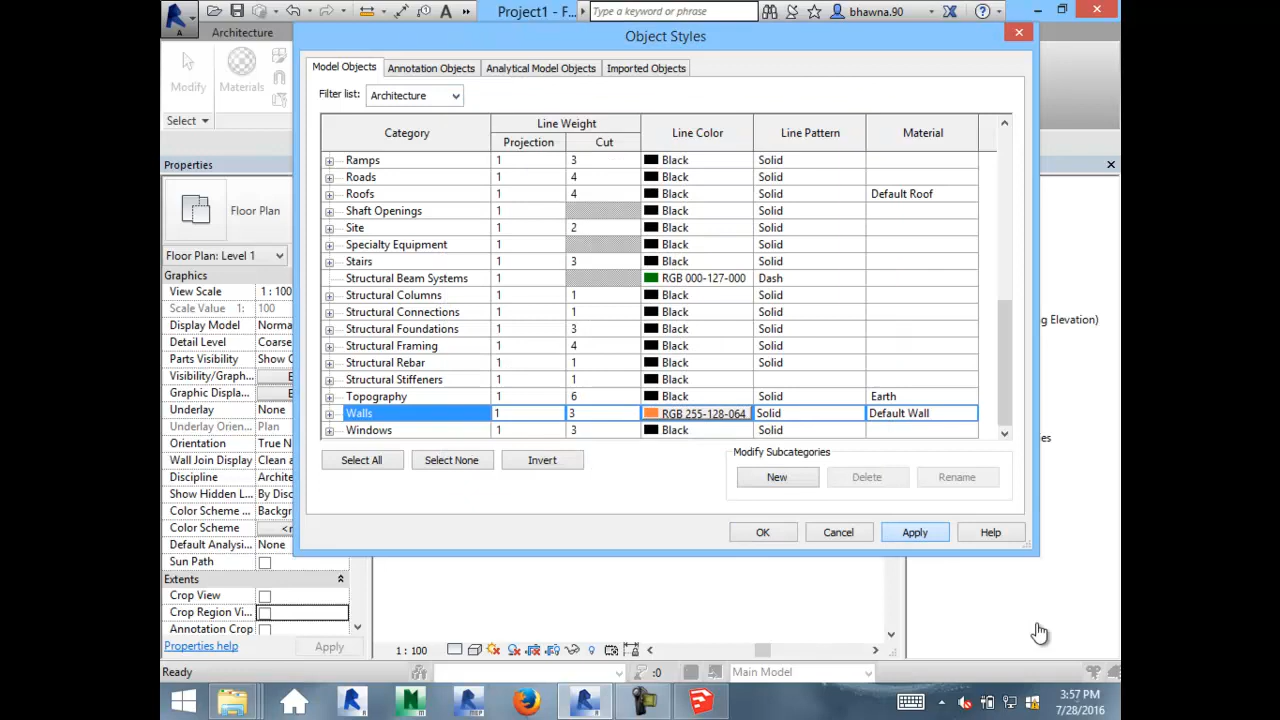 Project1 - F...
Type a keyword or phrase
bhawna.90
Architecture
Object Styles
Modify
Materials
Select
Model Objects
Annotation Objects
Analytical Model Objects
Imported Objects
Filter list:
Architecture
Category
Line Weight
Projection
Cut
Line Color
Line Pattern
Material
Ramps 1 3 Black Solid
Roads 1 4 Black Solid
Roofs 1 4 Black Solid Default Roof
Shaft Openings 1 Black Solid
Site 1 2 Black Solid
Specialty Equipment 1 Black Solid
Stairs 1 3 Black Solid
Structural Beam Systems 1 RGB 000-127-000 Dash
Structural Columns 1 1 Black Solid
Structural Connections 1 1 Black Solid
Structural Foundations 1 3 Black Solid
Structural Framing 1 4 Black Solid
Structural Rebar 1 1 Black Solid
Structural Stiffeners 1 1 Black
Topography 1 6 Black Solid Earth
Walls 1 3 RGB 255-128-064 Solid Default Wall
Windows 1 3 Black Solid
Select All
Select None
Invert
Modify Subcategories
New
Delete
Rename
OK
Cancel
Apply
Help
Properties
Floor Plan
Floor Plan: Level 1
Graphics
View Scale 1 : 100
Scale Value 1: 100
Display Model Norma
Detail Level Coarse
Parts Visibility Show O
Visibility/Graph... E
Graphic Displa... E
Underlay None
Underlay Orien... Plan
Orientation True N
Wall Join Display Clean a
Discipline Archite
Show Hidden L... By Disc
Color Scheme ... Backgr
Color Scheme <n
Default Analysi... None
Sun Path
Extents
Crop View
Crop Region Vi...
Annotation Crop
Properties help
Apply
g Elevation)
es
1 : 100
Ready
:0
Main Model
3:57 PM
7/28/2016